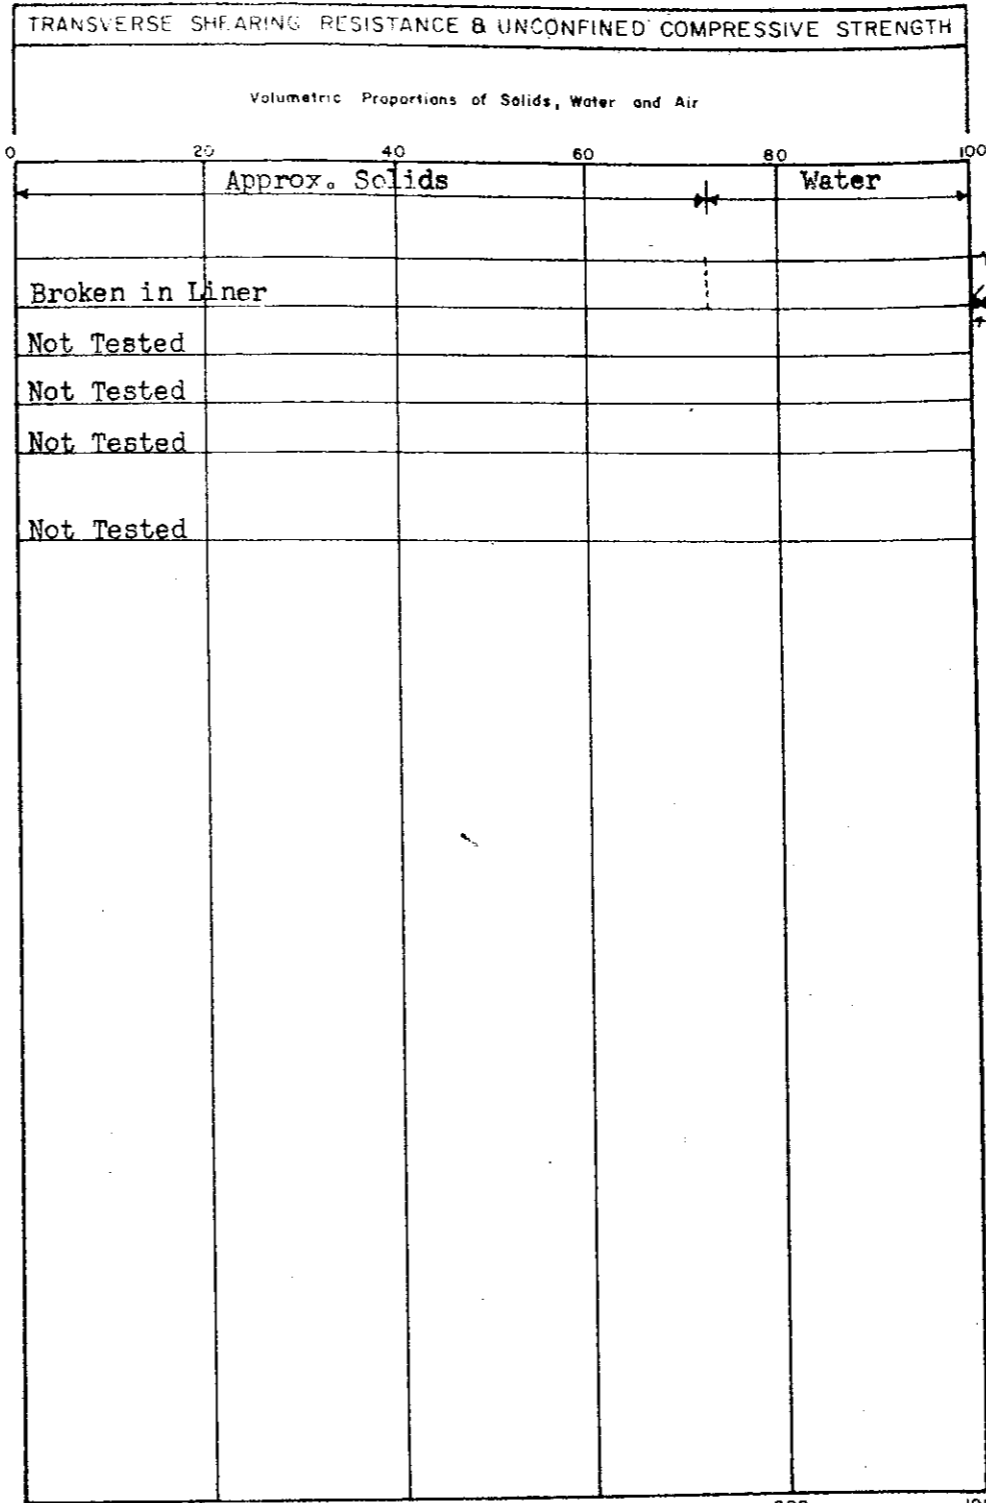 TRANSVERSE SHEARING RESISTANCE & UNCONFINED COMPRESSIVE STRENGTH
Volumetric Proportions of Solids, Water and Air
0 20 40 60 80 100
Approx. Solids Water
Broken in Liner
Not Tested
Not Tested
Not Tested
Not Tested